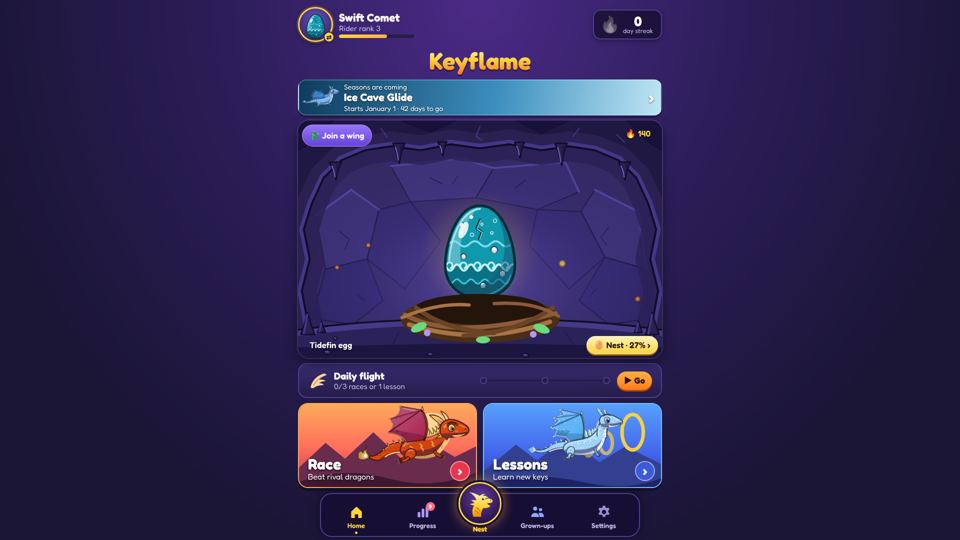 Swift Comet
Rider rank 3
0
day streak
Keyflame
Seasons are coming
Ice Cave Glide
Starts January 1 · 42 days to go
Join a wing
140
Tidefin egg
Nest · 27% ›
Daily flight
0/3 races or 1 lesson
Go
Race
Beat rival dragons
Lessons
Learn new keys
Home
Progress
Nest
Grown-ups
Settings